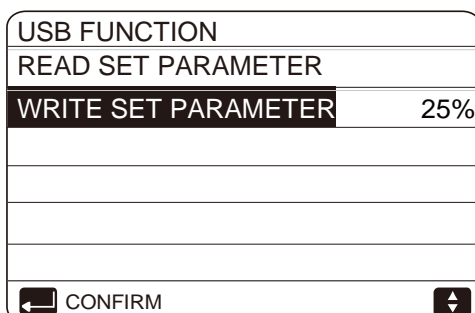 USB FUNCTION
READ SET PARAMETER
WRITE SET PARAMETER 25%
CONFIRM